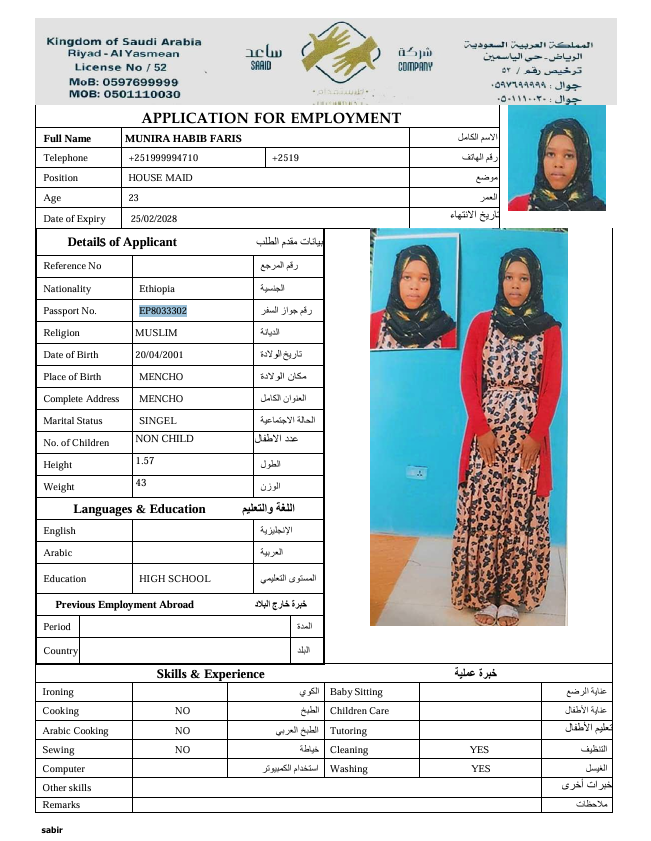 Kingdom of Saudi Arabia
Riyad - Al Yasmean
License No / 52
MoB: 0597699999
MOB: 0501110030
ساعد
SAAID
شركة
COMPANY
المملكة العربية السعودية
الرياض - حي الياسمين
ترخيص رقم / ٥٢
جوال : ٠٥٩٧٦٩٩٩٩٩
جوال : ٠٥٠١١١٠٠٣٠
APPLICATION FOR EMPLOYMENT
Full Name MUNIRA HABIB FARIS الاسم الكامل
Telephone +251999994710 +2519 رقم الهاتف
Position HOUSE MAID موضع
Age 23 العمر
Date of Expiry 25/02/2028 تاريخ الانتهاء
Details of Applicant بيانات مقدم الطلب
Reference No رقم المرجع
Nationality Ethiopia الجنسية
Passport No. EP8033302 رقم جواز السفر
Religion MUSLIM الديانة
Date of Birth 20/04/2001 تاريخ الولادة
Place of Birth MENCHO مكان الولادة
Complete Address MENCHO العنوان الكامل
Marital Status SINGEL الحالة الاجتماعية
No. of Children NON CHILD عدد الاطفال
Height 1.57 الطول
Weight 43 الوزن
Languages & Education اللغة والتعليم
English الإنجليزية
Arabic العربية
Education HIGH SCHOOL المستوى التعليمي
Previous Employment Abroad خبرة خارج البلاد
Period المدة
Country البلد
Skills & Experience خبرة عملية
Ironing الكوي Baby Sitting عناية الرضع
Cooking NO الطبخ Children Care عناية الأطفال
Arabic Cooking NO الطبخ العربي Tutoring تعليم الأطفال
Sewing NO خياطة Cleaning YES التنظيف
Computer استخدام الكمبيوتر Washing YES الغيسل
Other skills خبرات أخرى
Remarks ملاحظات
sabir